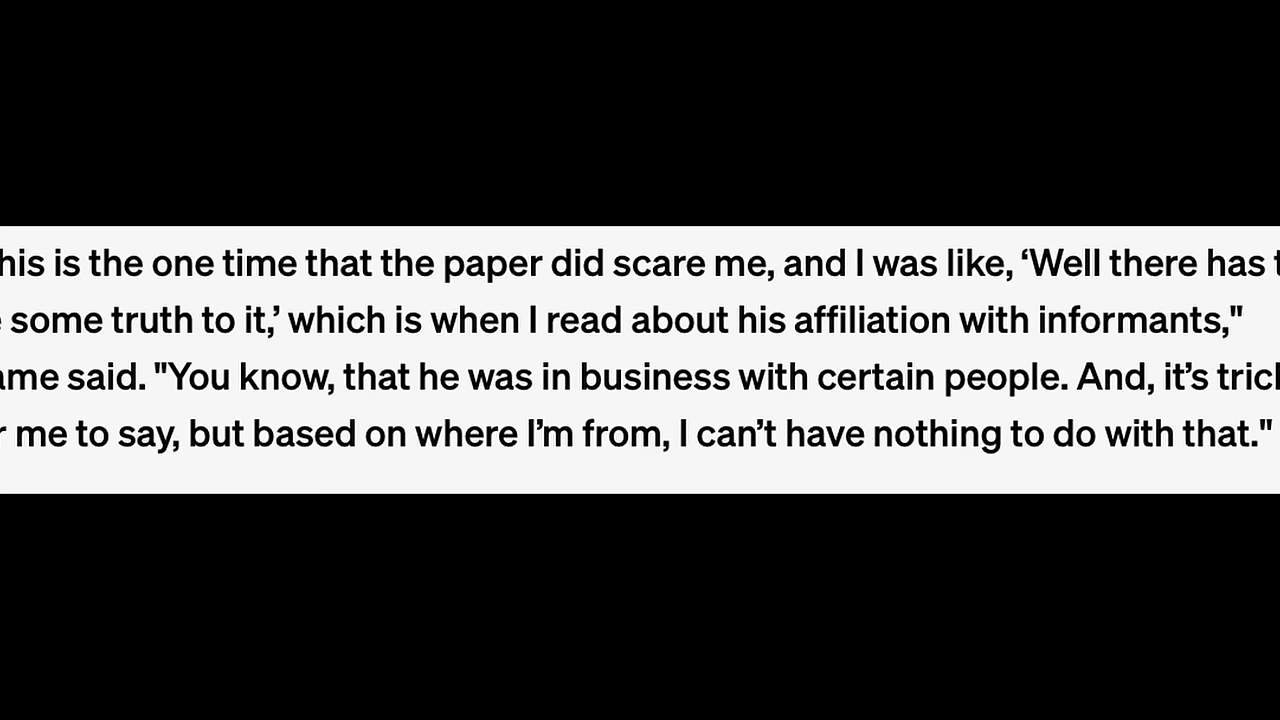 his is the one time that the paper did scare me, and I was like, ‘Well there has t
some truth to it,’ which is when I read about his affiliation with informants,"
ame said. "You know, that he was in business with certain people. And, it’s tric
r me to say, but based on where I’m from, I can’t have nothing to do with that."